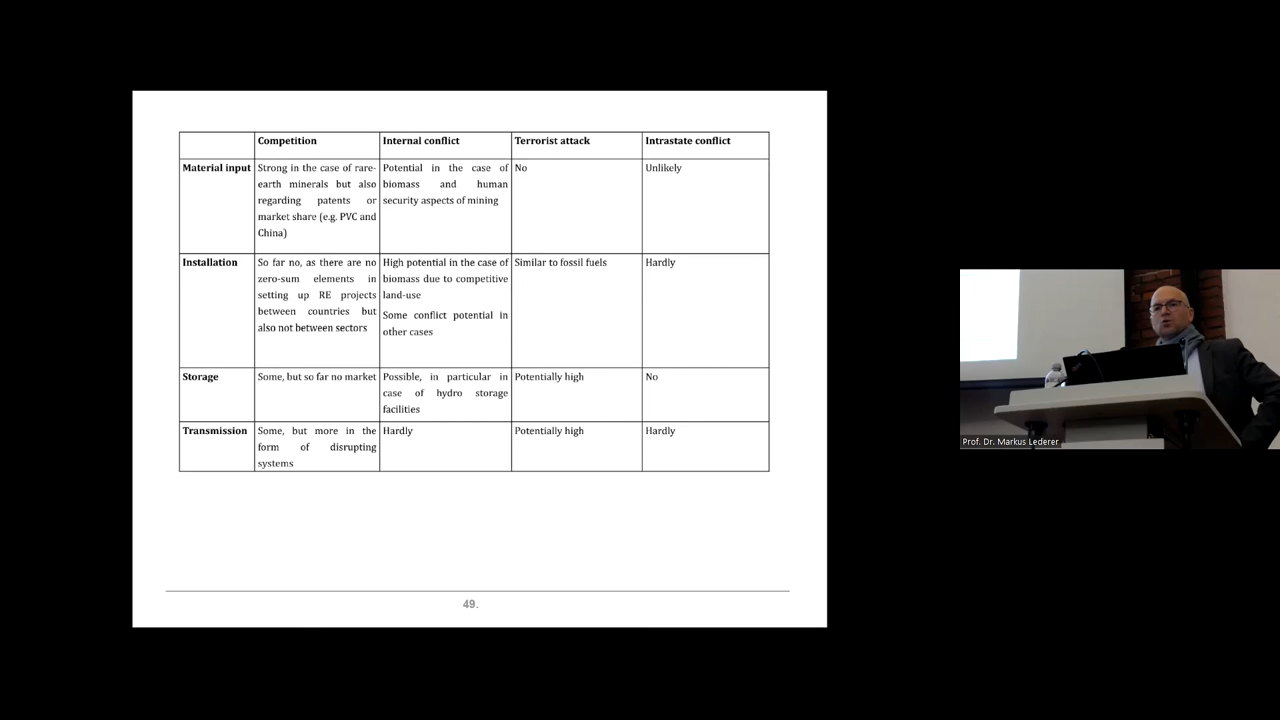 Competition Internal conflict Terrorist attack Intrastate conflict
Material input
Strong in the case of rare-
earth minerals but also
regarding patents or
market share (e.g. PVC and
China)
Potential in the case of
biomass and human
security aspects of mining
No
Unlikely
Installation
So far no, as there are no
zero-sum elements in
setting up RE projects
between countries but
also not between sectors
High potential in the case of
biomass due to competitive
land-use
Some conflict potential in
other cases
Similar to fossil fuels
Hardly
Storage
Some, but so far no market
Possible, in particular in
case of hydro storage
facilities
Potentially high
No
Transmission
Some, but more in the
form of disrupting
systems
Hardly
Potentially high
Hardly
49.
Prof. Dr. Markus Lederer